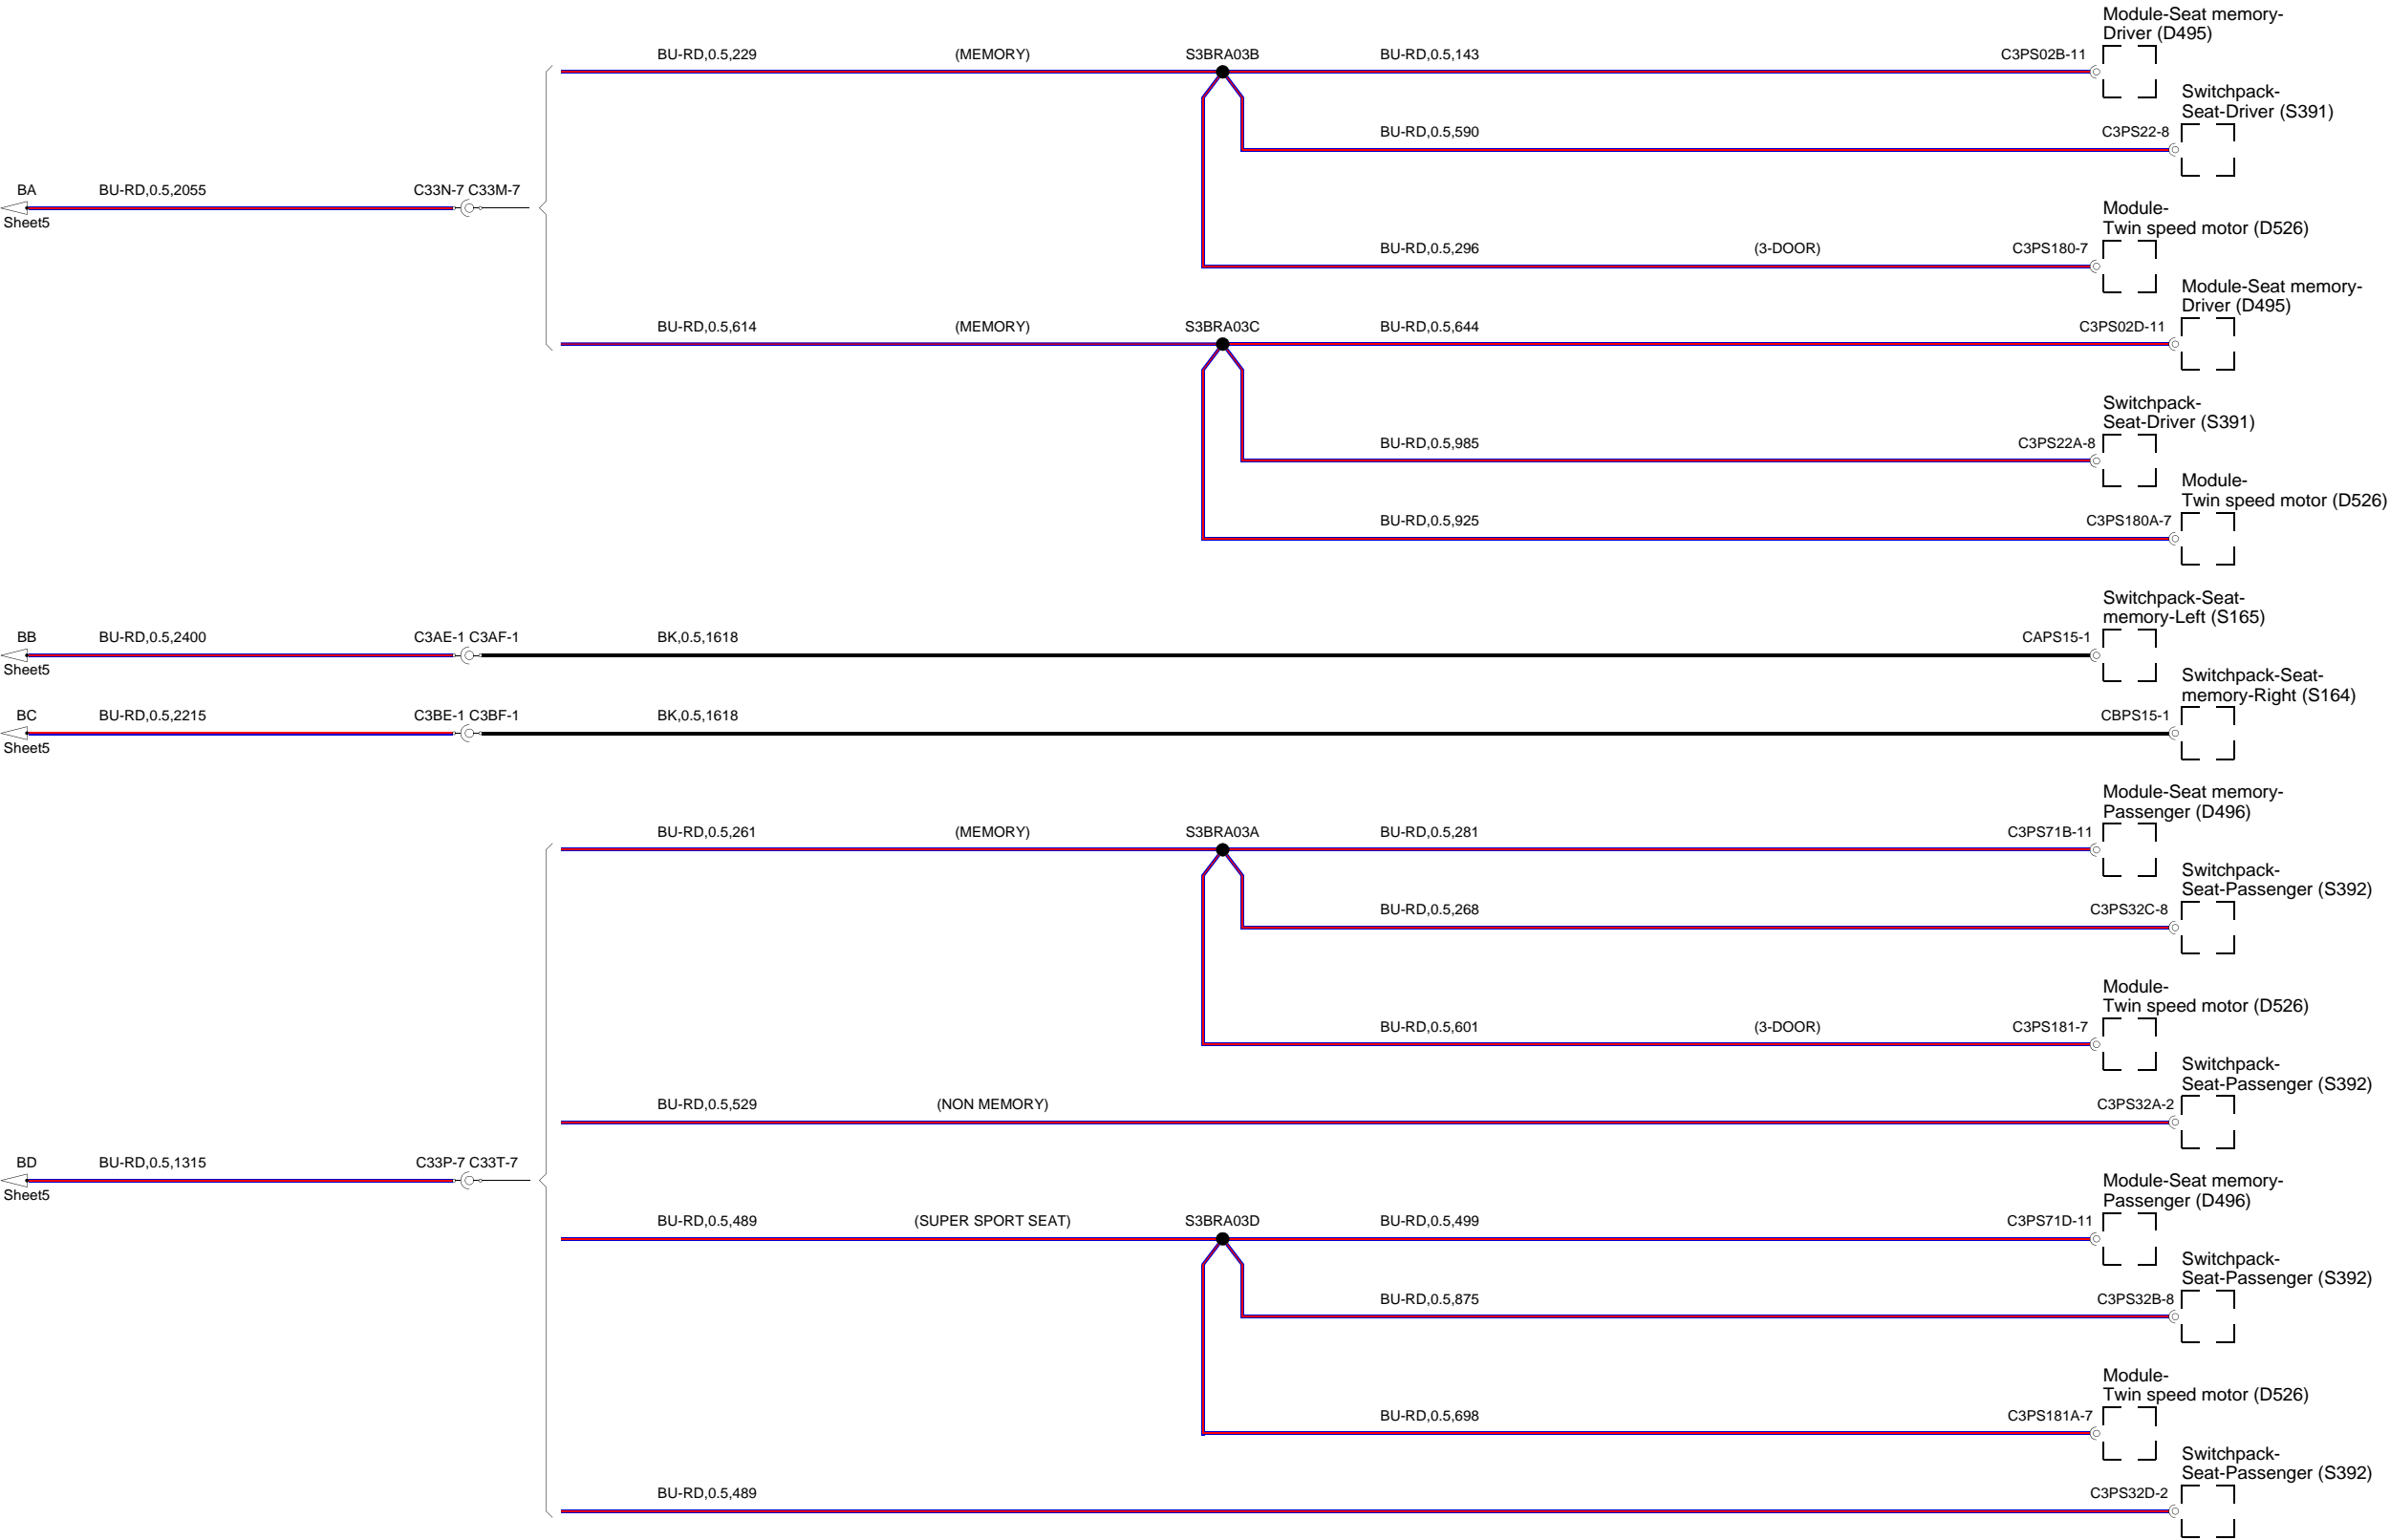 Module-Seat memory-
Driver (D495)
BU-RD,0.5,229
(MEMORY)
S3BRA03B
BU-RD,0.5,143
C3PS02B-11
Switchpack-
Seat-Driver (S391)
BU-RD,0.5,590
C3PS22-8
BA
BU-RD,0.5,2055
C33N-7 C33M-7
Sheet5
Module-
Twin speed motor (D526)
BU-RD,0.5,296
(3-DOOR)
C3PS180-7
Module-Seat memory-
Driver (D495)
BU-RD,0.5,614
(MEMORY)
S3BRA03C
BU-RD,0.5,644
C3PS02D-11
Switchpack-
Seat-Driver (S391)
BU-RD,0.5,985
C3PS22A-8
Module-
Twin speed motor (D526)
BU-RD,0.5,925
C3PS180A-7
Switchpack-Seat-
memory-Left (S165)
BB
BU-RD,0.5,2400
C3AE-1 C3AF-1
BK,0.5,1618
CAPS15-1
Sheet5
Switchpack-Seat-
memory-Right (S164)
BC
BU-RD,0.5,2215
C3BE-1 C3BF-1
BK,0.5,1618
CBPS15-1
Sheet5
Module-Seat memory-
Passenger (D496)
BU-RD,0.5,261
(MEMORY)
S3BRA03A
BU-RD,0.5,281
C3PS71B-11
Switchpack-
Seat-Passenger (S392)
BU-RD,0.5,268
C3PS32C-8
Module-
Twin speed motor (D526)
BU-RD,0.5,601
(3-DOOR)
C3PS181-7
Switchpack-
Seat-Passenger (S392)
BU-RD,0.5,529
(NON MEMORY)
C3PS32A-2
BD
BU-RD,0.5,1315
C33P-7 C33T-7
Sheet5
Module-Seat memory-
Passenger (D496)
BU-RD,0.5,489
(SUPER SPORT SEAT)
S3BRA03D
BU-RD,0.5,499
C3PS71D-11
Switchpack-
Seat-Passenger (S392)
BU-RD,0.5,875
C3PS32B-8
Module-
Twin speed motor (D526)
BU-RD,0.5,698
C3PS181A-7
Switchpack-
Seat-Passenger (S392)
BU-RD,0.5,489
C3PS32D-2